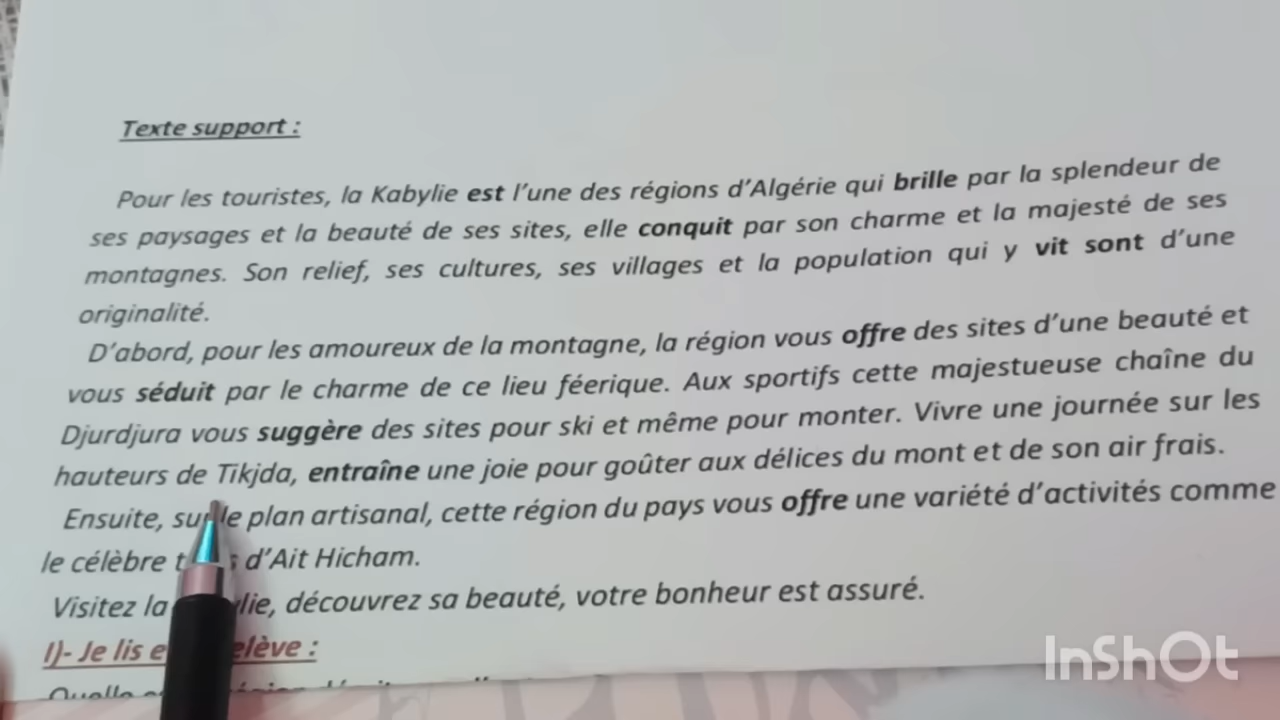 Texte support :
Pour les touristes, la Kabylie est l'une des régions d'Algérie qui brille par la splendeur de
ses paysages et la beauté de ses sites, elle conquit par son charme et la majesté de ses
montagnes. Son relief, ses cultures, ses villages et la population qui y vit sont d'une
originalité.
D'abord, pour les amoureux de la montagne, la région vous offre des sites d'une beauté et
vous séduit par le charme de ce lieu féerique. Aux sportifs cette majestueuse chaîne du
Djurdjura vous suggère des sites pour ski et même pour monter. Vivre une journée sur les
hauteurs de Tikjda, entraîne une joie pour goûter aux délices du mont et de son air frais.
Ensuite, sur le plan artisanal, cette région du pays vous offre une variété d'activités comme
le célèbre d'Ait Hicham.
Visitez la découvrez sa beauté, votre bonheur est assuré.
I)- Je lis
InShOt